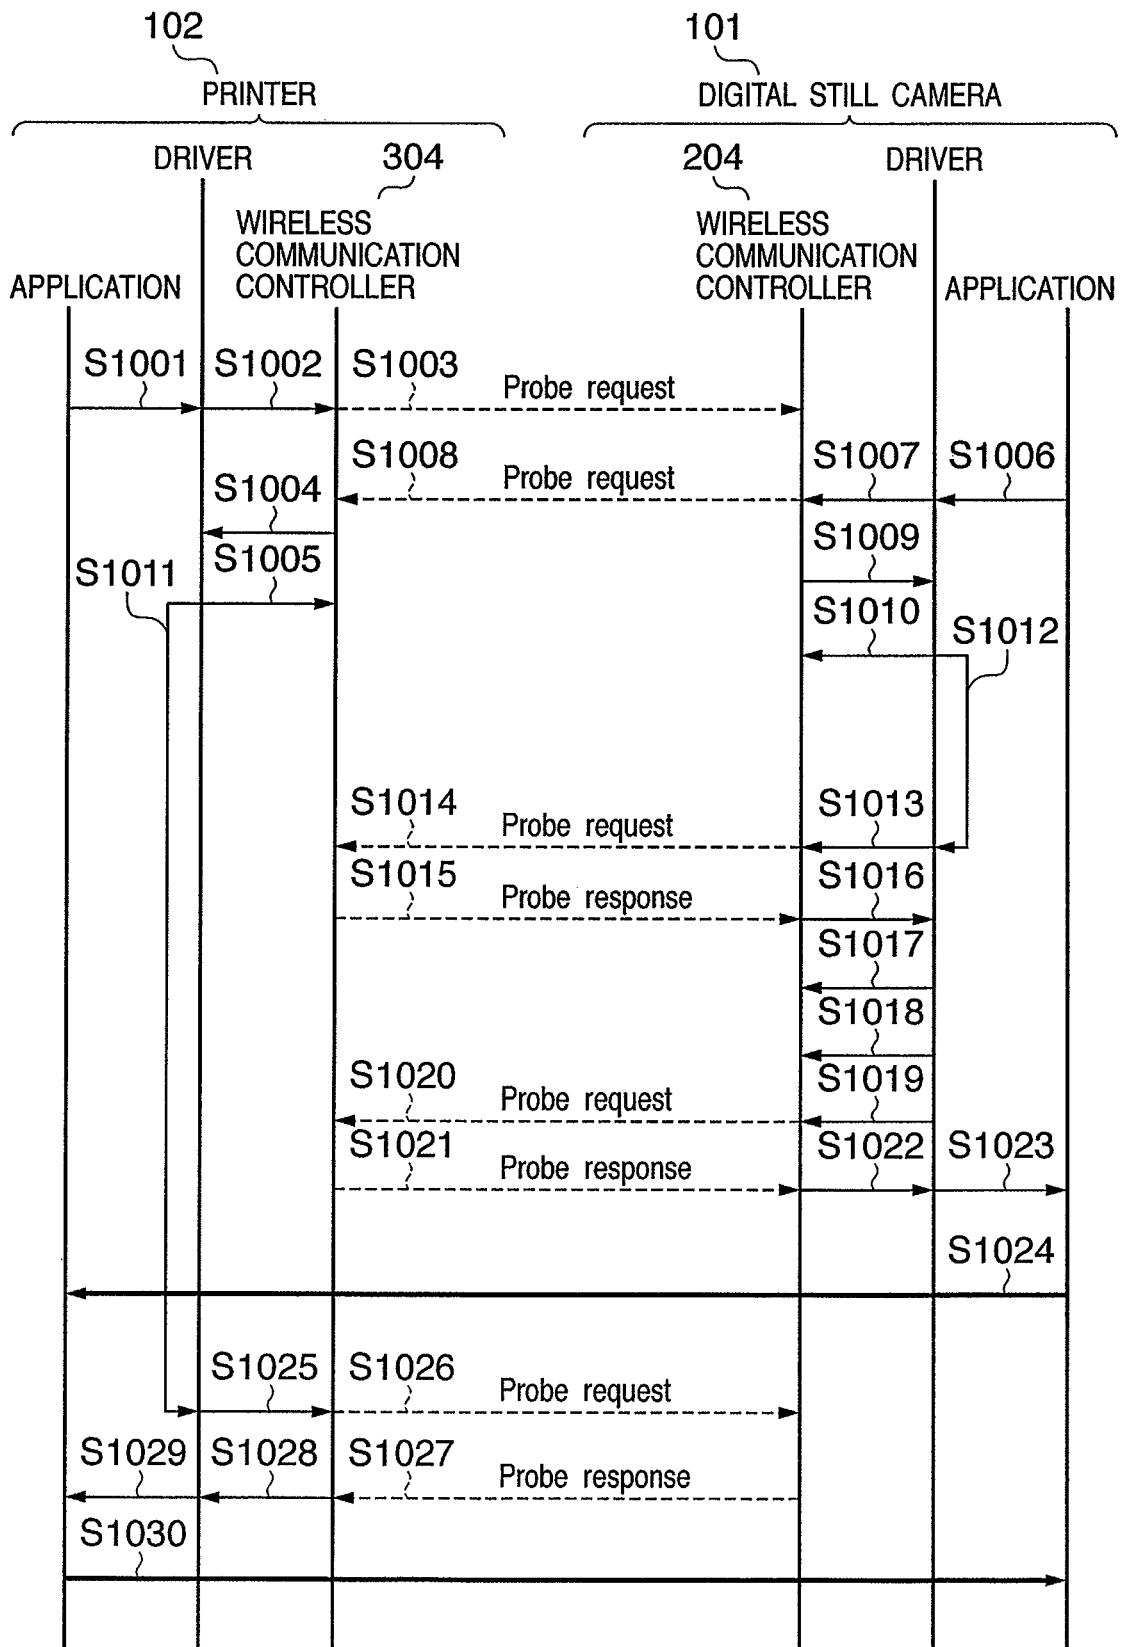 102
101
PRINTER
DIGITAL STILL CAMERA
DRIVER
304
204
DRIVER
WIRELESS
COMMUNICATION
CONTROLLER
WIRELESS
COMMUNICATION
CONTROLLER
APPLICATION
APPLICATION
S1001
S1002
S1003
Probe request
S1008
Probe request
S1007
S1006
S1004
S1009
S1011
S1005
S1010
S1012
S1014
Probe request
S1013
S1015
Probe response
S1016
S1017
S1018
S1020
Probe request
S1019
S1021
Probe response
S1022
S1023
S1024
S1025
S1026
Probe request
S1029
S1028
S1027
Probe response
S1030